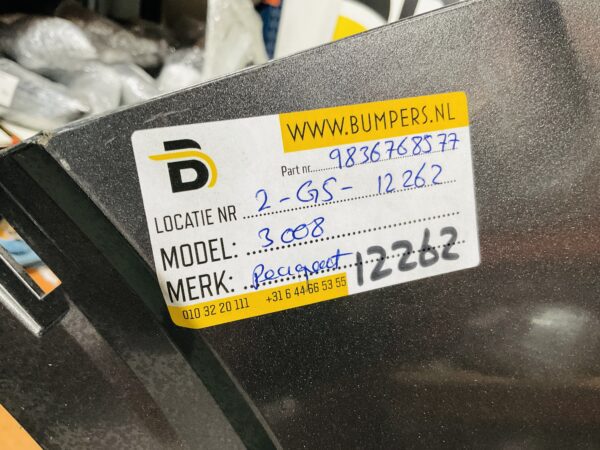 WWW.BUMPERS.NL
Part nr. 9836768577
LOCATIE NR 2-GS- 12262
MODEL: 3008
MERK: Peugeot 12262
010 32 20 111 +31 6 44 66 53 55